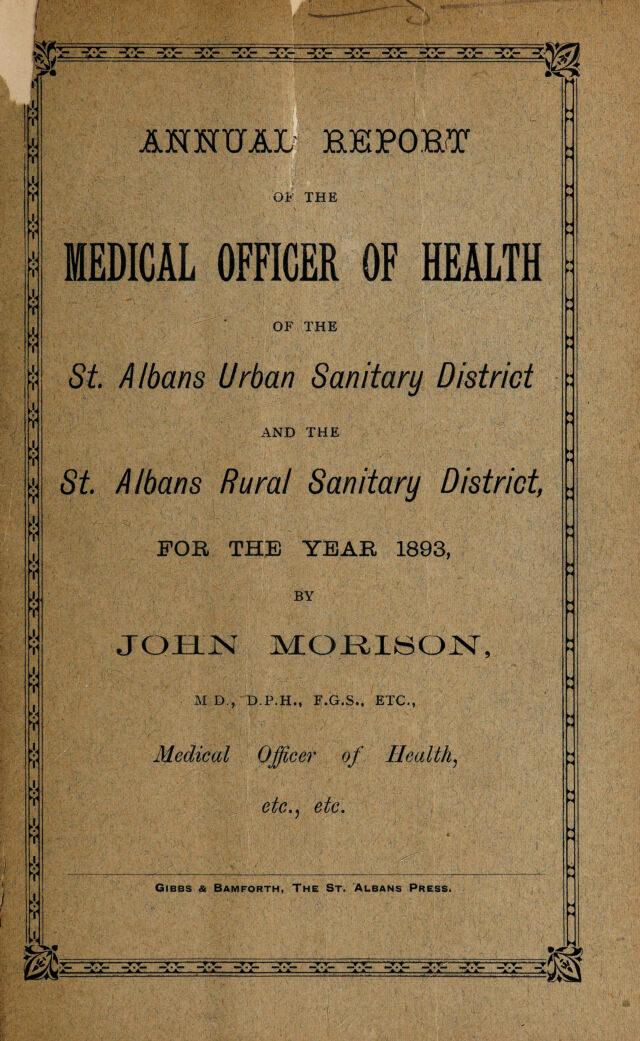 ANNUAL REPORT
OF THE
MEDICAL OFFICER OF HEALTH
OF THE
St. Albans Urban Sanitary District
AND THE
St. Albans Rural Sanitary District,
FOR THE YEAR 1893,
BY
JOHN MORISON,
M D., D.P.H., F.G.S., ETC.,
Medical Officer of Health,
etc., etc.
GIBBS & BAMFORTH, THE ST. ALBANS PRESS.